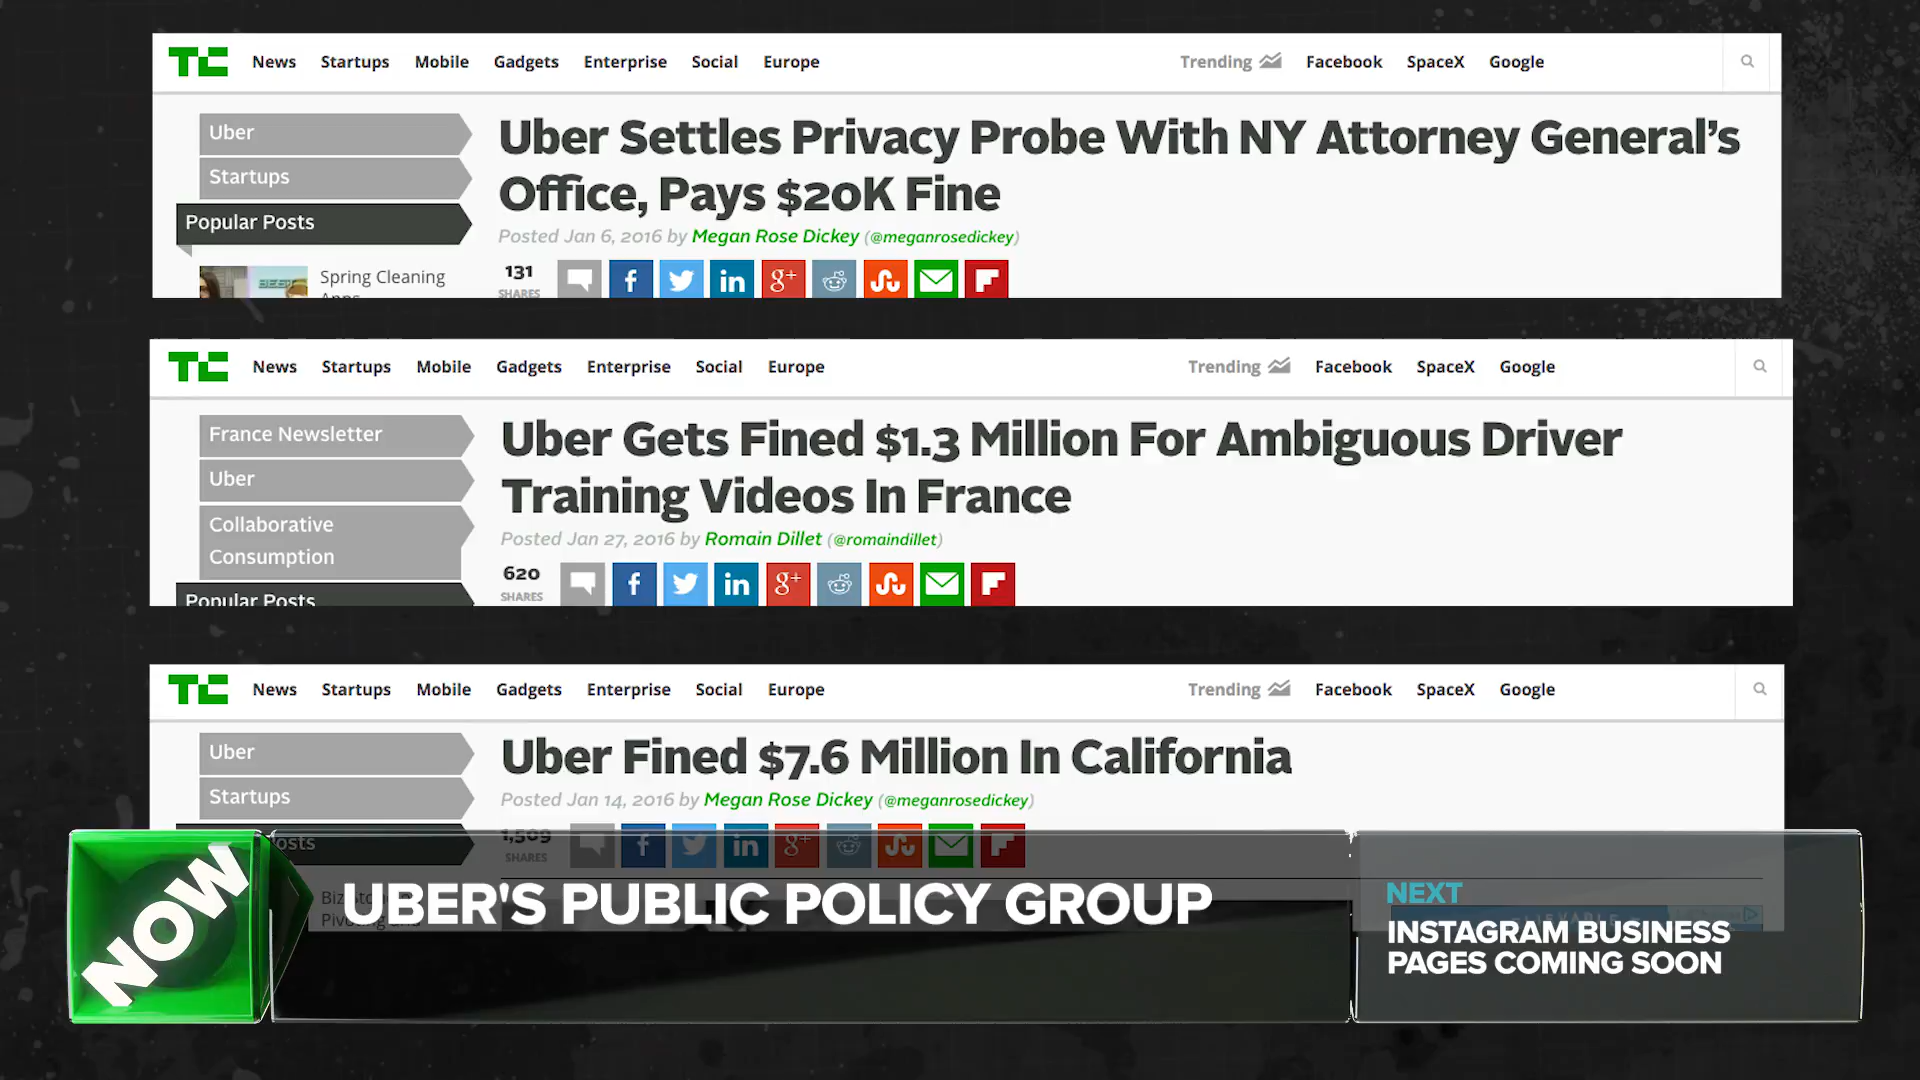 TC News Startups Mobile Gadgets Enterprise Social Europe Trending Facebook SpaceX Google
Uber
Startups
Popular Posts
Spring Cleaning
Uber Settles Privacy Probe With NY Attorney General's
Office, Pays $20K Fine
Posted Jan 6, 2016 by Megan Rose Dickey (@meganrosedickey)
131
SHARES
TC News Startups Mobile Gadgets Enterprise Social Europe Trending Facebook SpaceX Google
France Newsletter
Uber
Collaborative
Consumption
Popular Posts
Uber Gets Fined $1.3 Million For Ambiguous Driver
Training Videos In France
Posted Jan 27, 2016 by Romain Dillet (@romaindillet)
620
SHARES
TC News Startups Mobile Gadgets Enterprise Social Europe Trending Facebook SpaceX Google
Uber
Startups
Uber Fined $7.6 Million In California
Posted Jan 14, 2016 by Megan Rose Dickey (@meganrosedickey)
1,509
SHARES
NOW
UBER'S PUBLIC POLICY GROUP
NEXT
INSTAGRAM BUSINESS
PAGES COMING SOON